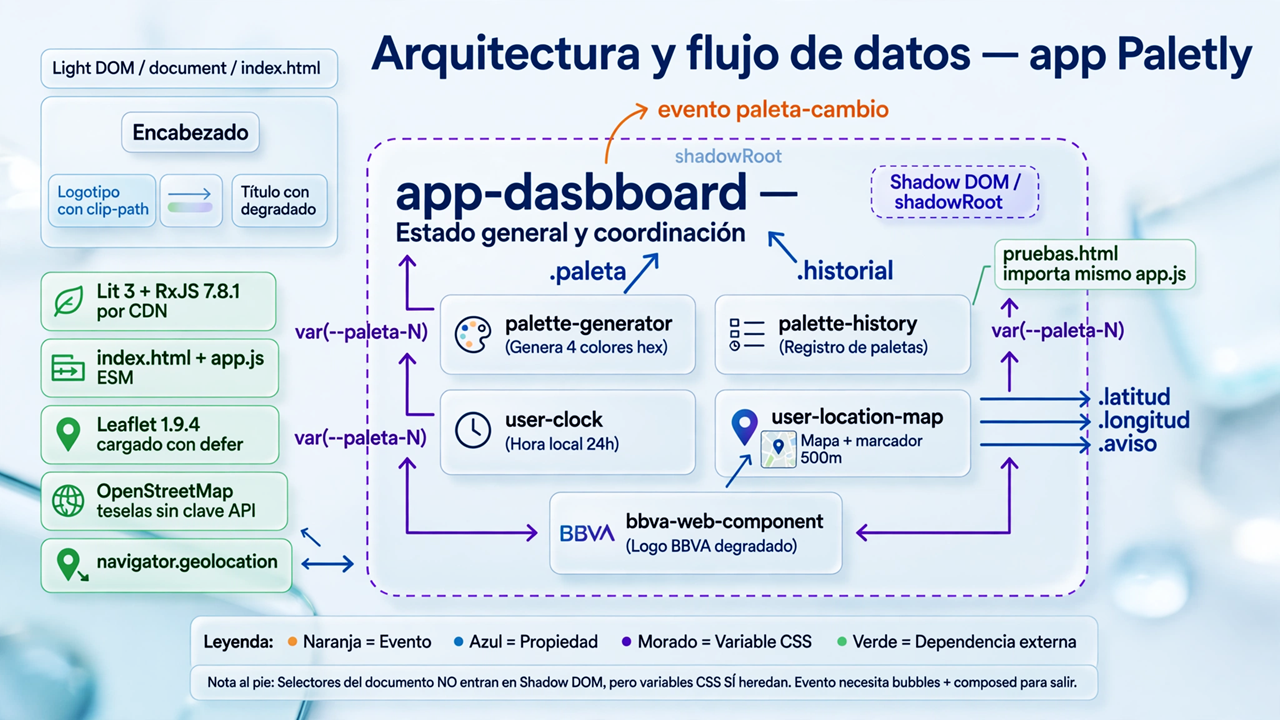 Arquitectura y flujo de datos — app Paletly
Light DOM / document / index.html
Encabezado
Logotipo
con clip-path
Título con
degradado
evento paleta-cambio
shadowRoot
app-dasbboard —
Estado general y coordinación
Shadow DOM /
shadowRoot
.paleta
.historial
pruebas.html
importa mismo app.js
Lit 3 + RxJS 7.8.1
por CDN
index.html + app.js
ESM
Leaflet 1.9.4
cargado con defer
OpenStreetMap
teselas sin clave API
navigator.geolocation
var(--paleta-N)
var(--paleta-N)
palette-generator
(Genera 4 colores hex)
palette-history
(Registro de paletas)
var(--paleta-N)
user-clock
(Hora local 24h)
user-location-map
Mapa + marcador
500m
.latitud
.longitud
.aviso
BBVA
bbva-web-component
(Logo BBVA degradado)
Leyenda: Naranja = Evento Azul = Propiedad Morado = Variable CSS Verde = Dependencia externa
Nota al pie: Selectores del documento NO entran en Shadow DOM, pero variables CSS SÍ heredan. Evento necesita bubbles + composed para salir.